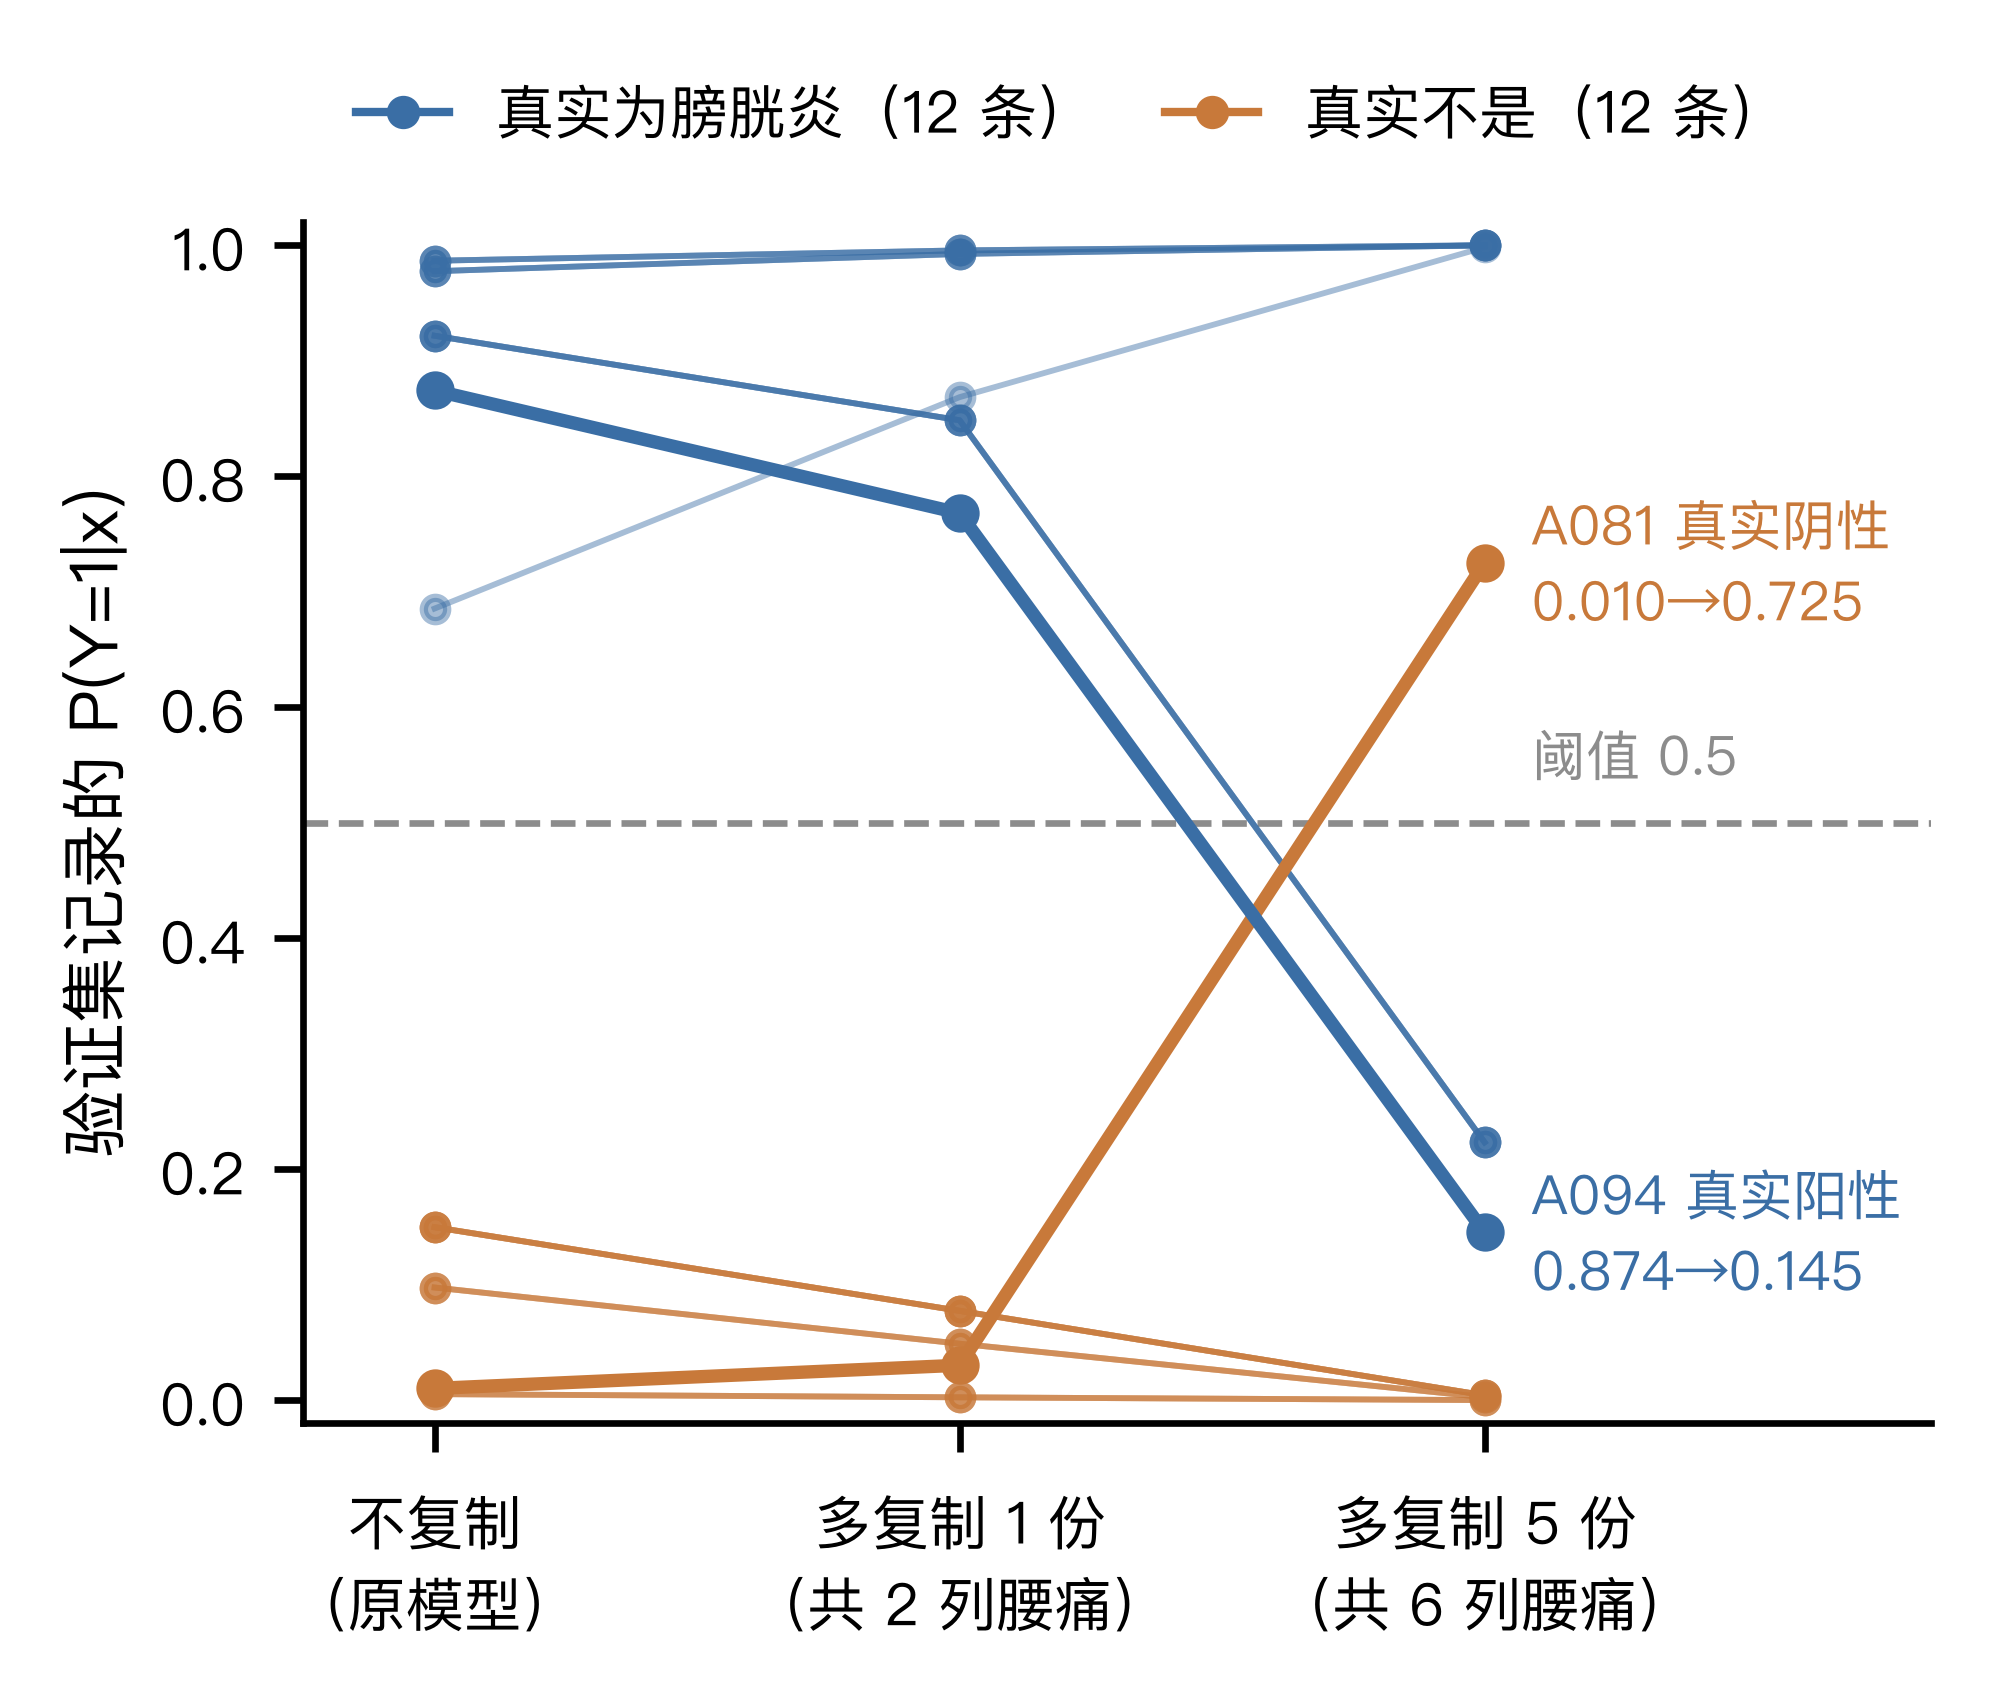 真实为膀胱炎（12 条）
真实不是（12 条）
验证集记录的 P(Y=1|x)
1.0
0.8
0.6
0.4
0.2
0.0
A081 真实阴性
0.010→0.725
阈值 0.5
A094 真实阳性
0.874→0.145
不复制
(原模型)
多复制 1 份
(共 2 列腰痛)
多复制 5 份
(共 6 列腰痛)